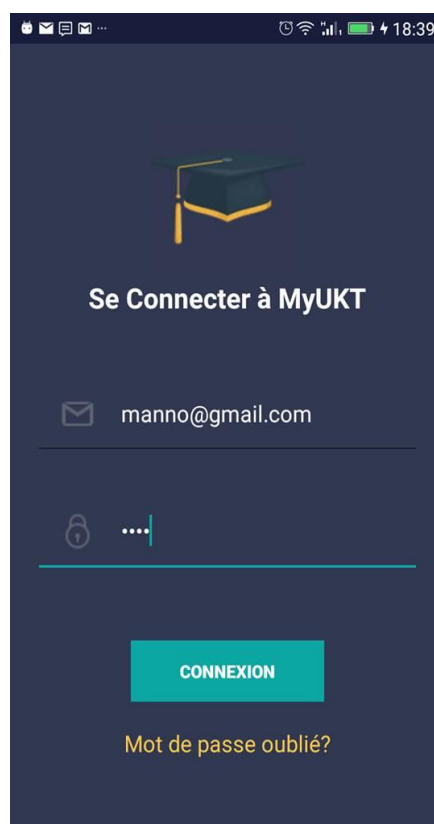 18:39
Se Connecter à MyUKT
manno@gmail.com
••••
CONNEXION
Mot de passe oublié?